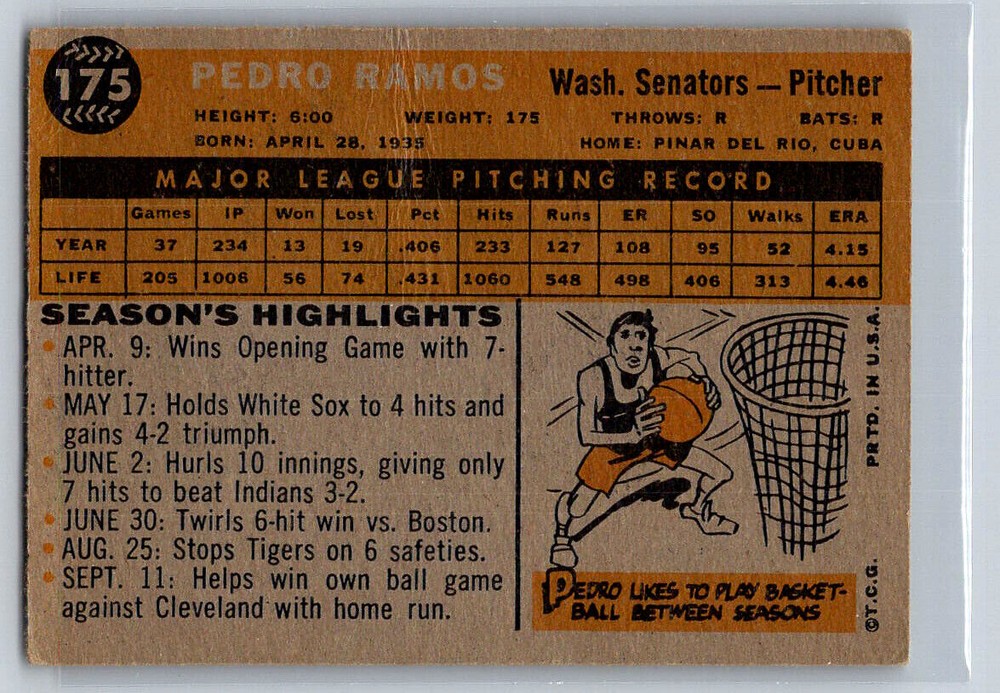 175
PEDRO RAMOS
Wash. Senators — Pitcher
HEIGHT: 6:00 WEIGHT: 175 THROWS: R BATS: R
BORN: APRIL 28, 1935 HOME: PINAR DEL RIO, CUBA
MAJOR LEAGUE PITCHING RECORD
Games IP Won Lost Pct Hits Runs ER SO Walks ERA
YEAR 37 234 13 19 .406 233 127 108 95 52 4.15
LIFE 205 1006 56 74 .431 1060 548 498 406 313 4.46
SEASON'S HIGHLIGHTS
• APR. 9: Wins Opening Game with 7-
hitter.
• MAY 17: Holds White Sox to 4 hits and
gains 4-2 triumph.
• JUNE 2: Hurls 10 innings, giving only
7 hits to beat Indians 3-2.
• JUNE 30: Twirls 6-hit win vs. Boston.
• AUG. 25: Stops Tigers on 6 safeties.
• SEPT. 11: Helps win own ball game
against Cleveland with home run.
PEDRO LIKES TO PLAY BASKET-
BALL BETWEEN SEASONS
©T.C.G. PRTD. IN U.S.A.